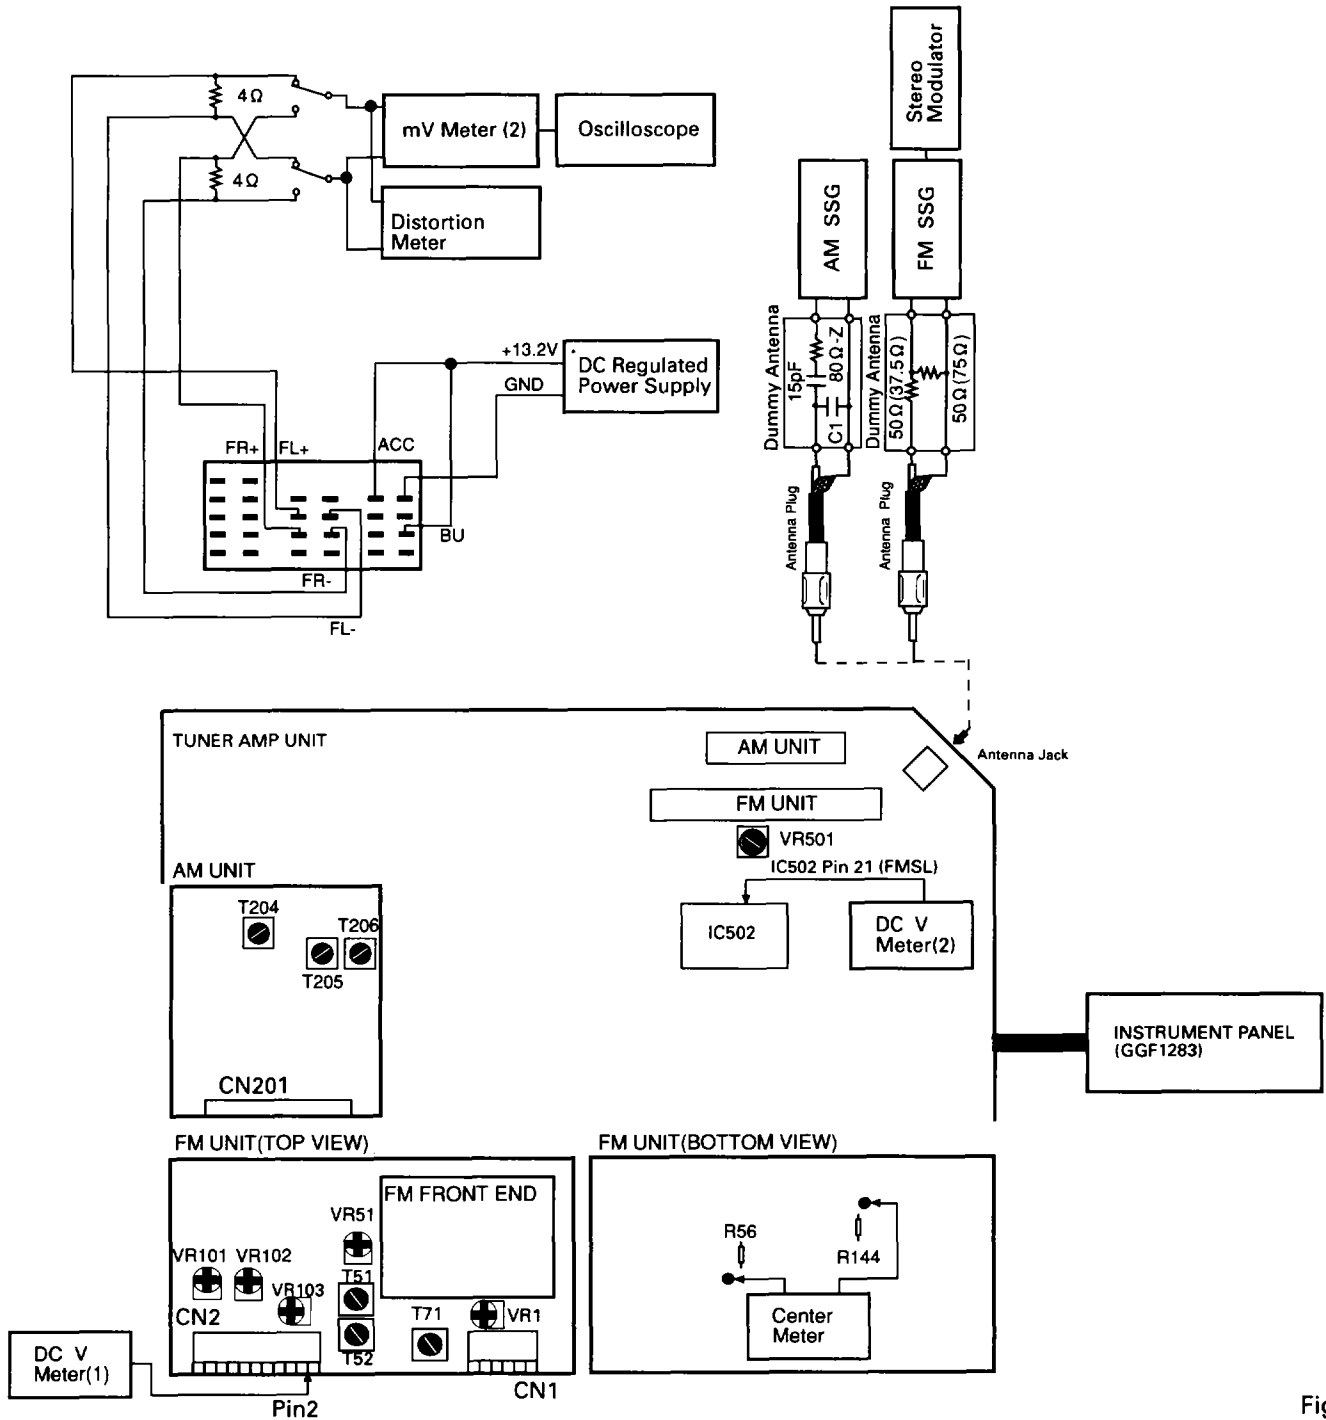 Stereo
Modulator
4Ω
mV Meter (2)
Oscilloscope
4Ω
Distortion
Meter
AM SSG
FM SSG
Dummy Antenna
15pF
80Ω-Z
C1
Dummy Antenna
50Ω(37.5Ω)
50Ω(75Ω)
+13.2V
GND
DC Regulated
Power Supply
FR+
FL+
ACC
BU
FR-
FL-
Antenna Plug
Antenna Plug
TUNER AMP UNIT
AM UNIT
Antenna Jack
FM UNIT
VR501
IC502 Pin 21 (FMSL)
AM UNIT
T204
T206
T205
IC502
DC V
Meter(2)
INSTRUMENT PANEL
(GGF1283)
CN201
FM UNIT(TOP VIEW)
FM UNIT(BOTTOM VIEW)
FM FRONT END
VR51
VR101
VR102
VR103
T51
CN2
T71
VR1
T52
R56
R144
Center
Meter
DC V
Meter(1)
CN1
Pin2
Fig